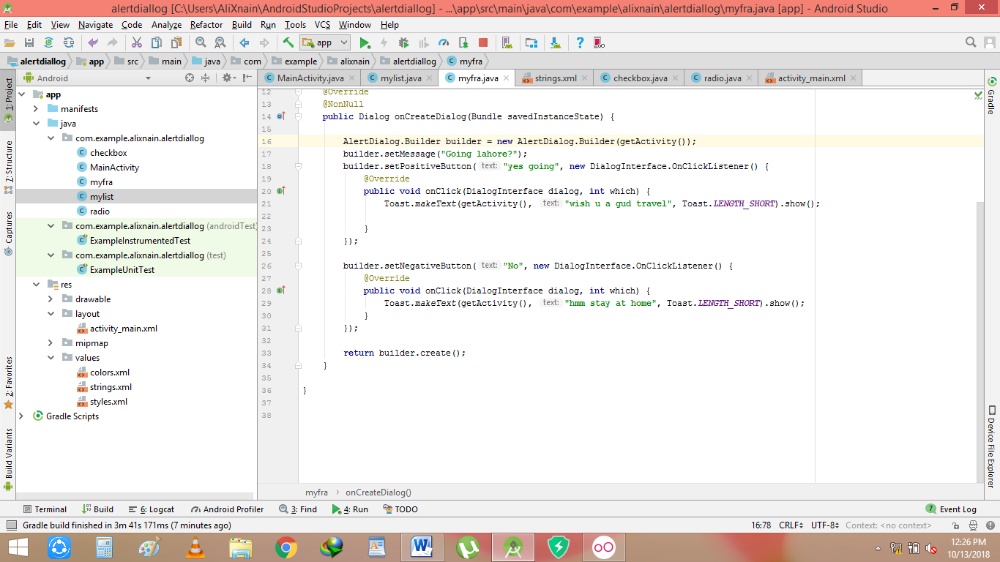 alertdiallog [C:\Users\AliXnain\AndroidStudioProjects\alertdiallog] - ...\app\src\main\java\com\example\alixnain\alertdiallog\myfra.java [app] - Android Studio
File Edit View Navigate Code Analyze Refactor Build Run Tools VCS Window Help
app
alertdiallog app src main java com example alixnain alertdiallog myfra
Android
MainActivity.java mylist.java myfra.java strings.xml checkbox.java radio.java activity_main.xml
1: Project
7: Structure
Captures
2: Favorites
Build Variants
app
manifests
java
com.example.alixnain.alertdiallog
checkbox
MainActivity
myfra
mylist
radio
com.example.alixnain.alertdiallog (androidTest)
ExampleInstrumentedTest
com.example.alixnain.alertdiallog (test)
ExampleUnitTest
res
drawable
layout
activity_main.xml
mipmap
values
colors.xml
strings.xml
styles.xml
Gradle Scripts
12 @Override
13 @NonNull
14 public Dialog onCreateDialog(Bundle savedInstanceState) {
15
16 AlertDialog.Builder builder = new AlertDialog.Builder(getActivity());
17 builder.setMessage("Going lahore?");
18 builder.setPositiveButton( text: "yes going", new DialogInterface.OnClickListener() {
19 @Override
20 public void onClick(DialogInterface dialog, int which) {
21 Toast.makeText(getActivity(), text: "wish u a gud travel", Toast.LENGTH_SHORT).show();
22
23 }
24 });
25
26 builder.setNegativeButton( text: "No", new DialogInterface.OnClickListener() {
27 @Override
28 public void onClick(DialogInterface dialog, int which) {
29 Toast.makeText(getActivity(), text: "hmm stay at home", Toast.LENGTH_SHORT).show();
30 }
31 });
32
33 return builder.create();
34 }
35
36 }
37
38
Gradle
Device File Explorer
myfra onCreateDialog()
Terminal Build 6: Logcat Android Profiler 3: Find 4: Run TODO 7 Event Log
Gradle build finished in 3m 41s 171ms (7 minutes ago) 16:78 CRLF UTF-8 Context: <no context>
12:26 PM
10/13/2018